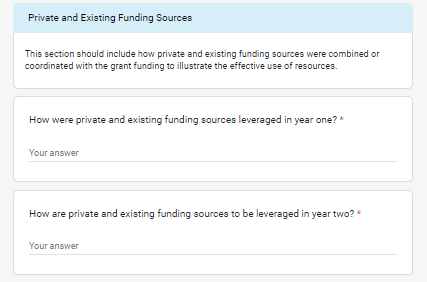 Private and Existing Funding Sources
This section should include how private and existing funding sources were combined or
coordinated with the grant funding to illustrate the effective use of resources.
How were private and existing funding sources leveraged in year one? *
Your answer
How are private and existing funding sources to be leveraged in year two? *
Your answer